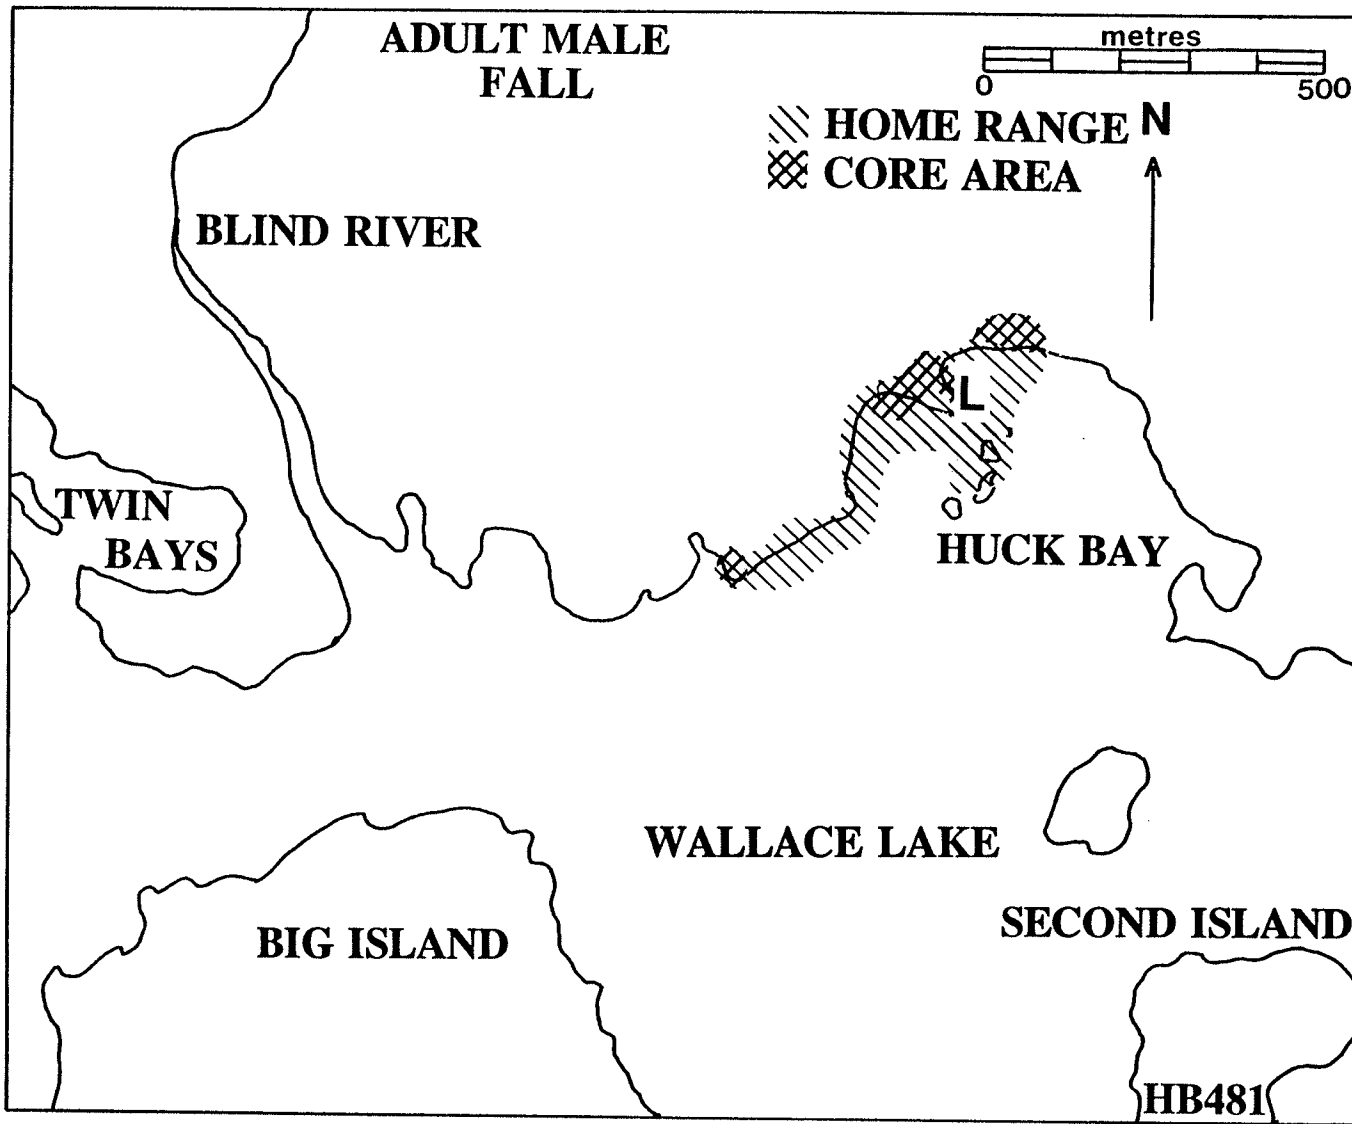 ADULT MALE
FALL
metres
0 500
HOME RANGE
N
CORE AREA
BLIND RIVER
L
TWIN
BAYS
HUCK BAY
WALLACE LAKE
SECOND ISLAND
BIG ISLAND
HB481